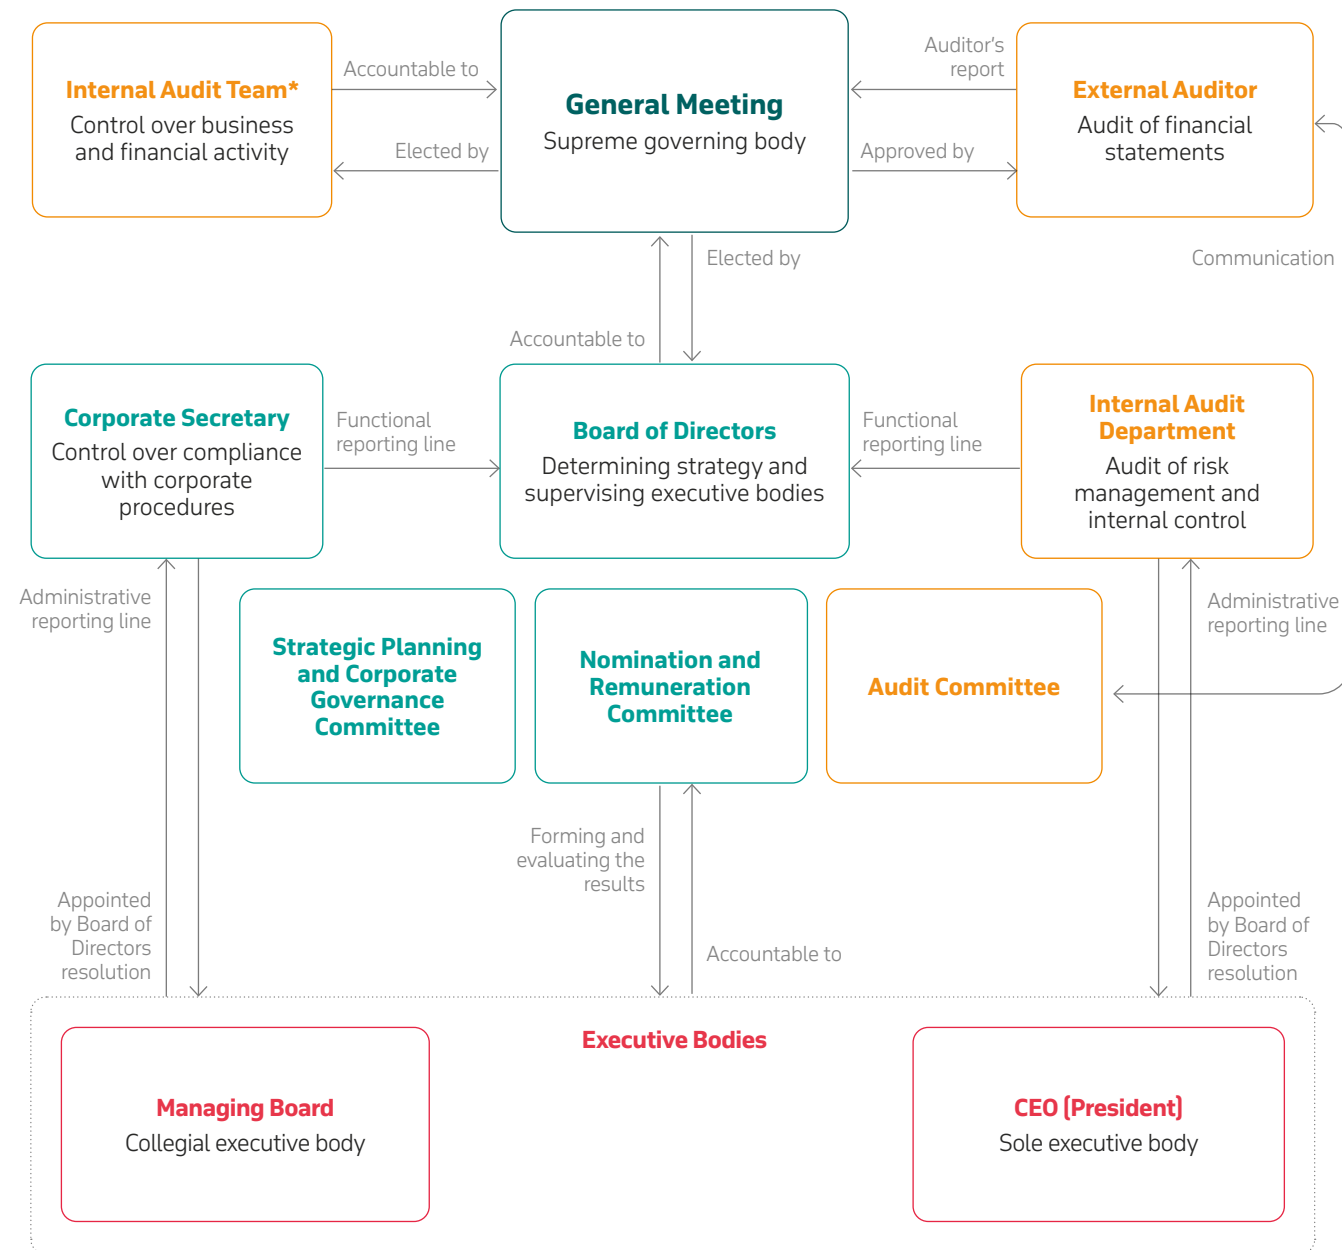 Internal Audit Team*
Control over business
and financial activity
Accountable to
Elected by
General Meeting
Supreme governing body
Auditor's
report
Approved by
External Auditor
Audit of financial
statements
Elected by
Communication
Accountable to
Corporate Secretary
Control over compliance
with corporate
procedures
Functional
reporting line
Board of Directors
Determining strategy and
supervising executive bodies
Functional
reporting line
Internal Audit
Department
Audit of risk
management and
internal control
Administrative
reporting line
Strategic Planning
and Corporate
Governance
Committee
Nomination and
Remuneration
Committee
Audit Committee
Administrative
reporting line
Forming and
evaluating the
results
Appointed
by Board of
Directors
resolution
Accountable to
Appointed
by Board of
Directors
resolution
Executive Bodies
Managing Board
Collegial executive body
CEO (President)
Sole executive body